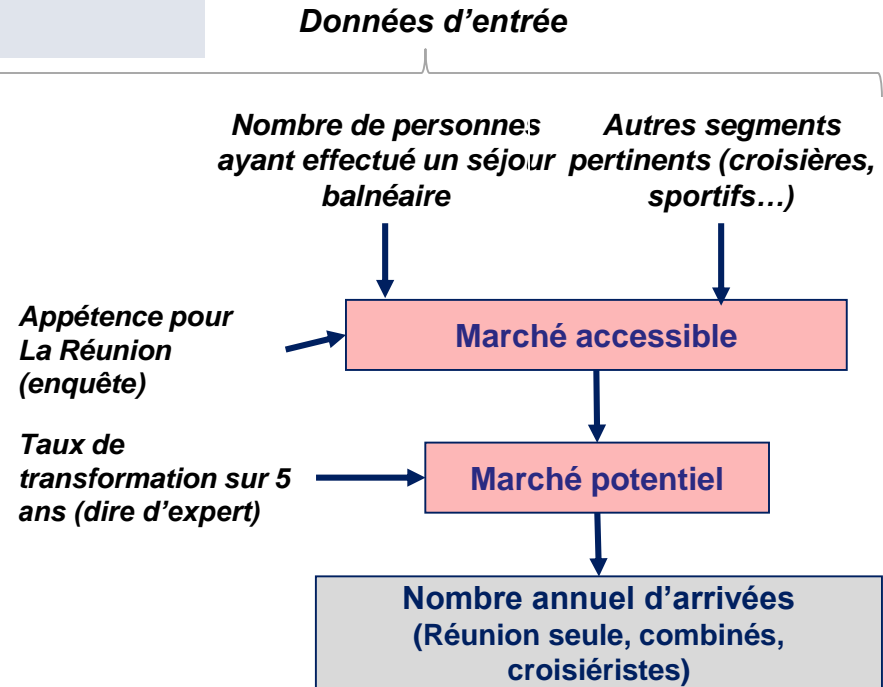 Données d’entrée
Nombre de personnes
ayant effectué un séjour
balnéaire
Autres segments
pertinents (croisières,
sportifs…)
Appétence pour
La Réunion
(enquête)
Marché accessible
Taux de
transformation sur 5
ans (dire d’expert)
Marché potentiel
Nombre annuel d’arrivées
(Réunion seule, combinés,
croisiéristes)